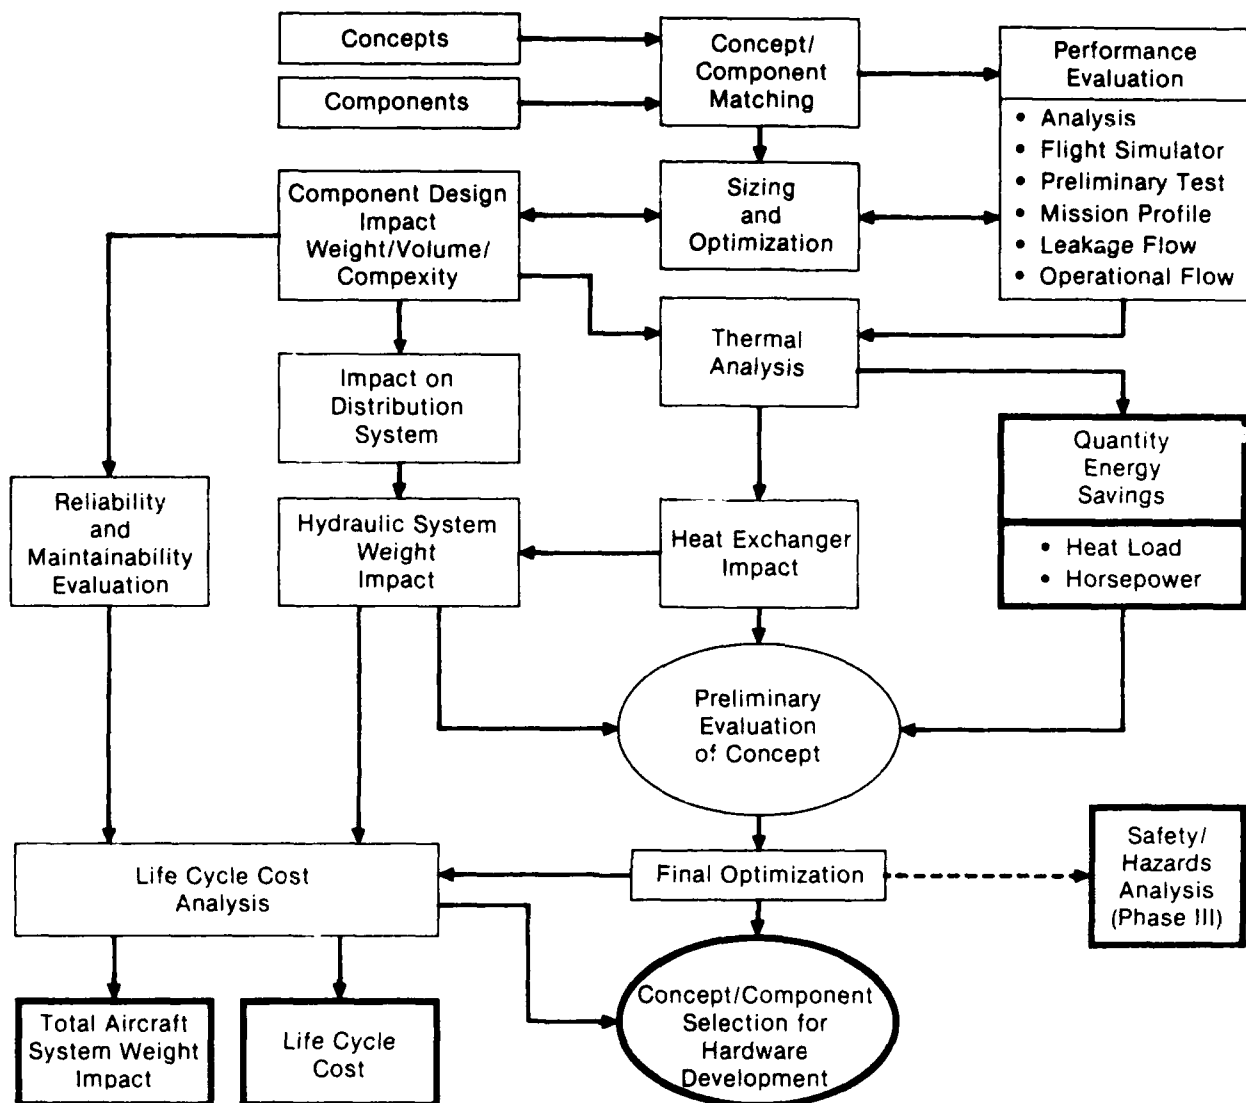 Concepts
Components
Concept/
Component
Matching
Performance
Evaluation
• Analysis
• Flight Simulator
• Preliminary Test
• Mission Profile
• Leakage Flow
• Operational Flow
Component Design
Impact
Weight/Volume/
Compexity
Sizing
and
Optimization
Thermal
Analysis
Impact on
Distribution
System
Quantity
Energy
Savings
• Heat Load
• Horsepower
Reliability
and
Maintainability
Evaluation
Hydraulic System
Weight
Impact
Heat Exchanger
Impact
Preliminary
Evaluation
of Concept
Life Cycle Cost
Analysis
Final Optimization
Safety/
Hazards
Analysis
(Phase III)
Total Aircraft
System Weight
Impact
Life Cycle
Cost
Concept/Component
Selection for
Hardware
Development